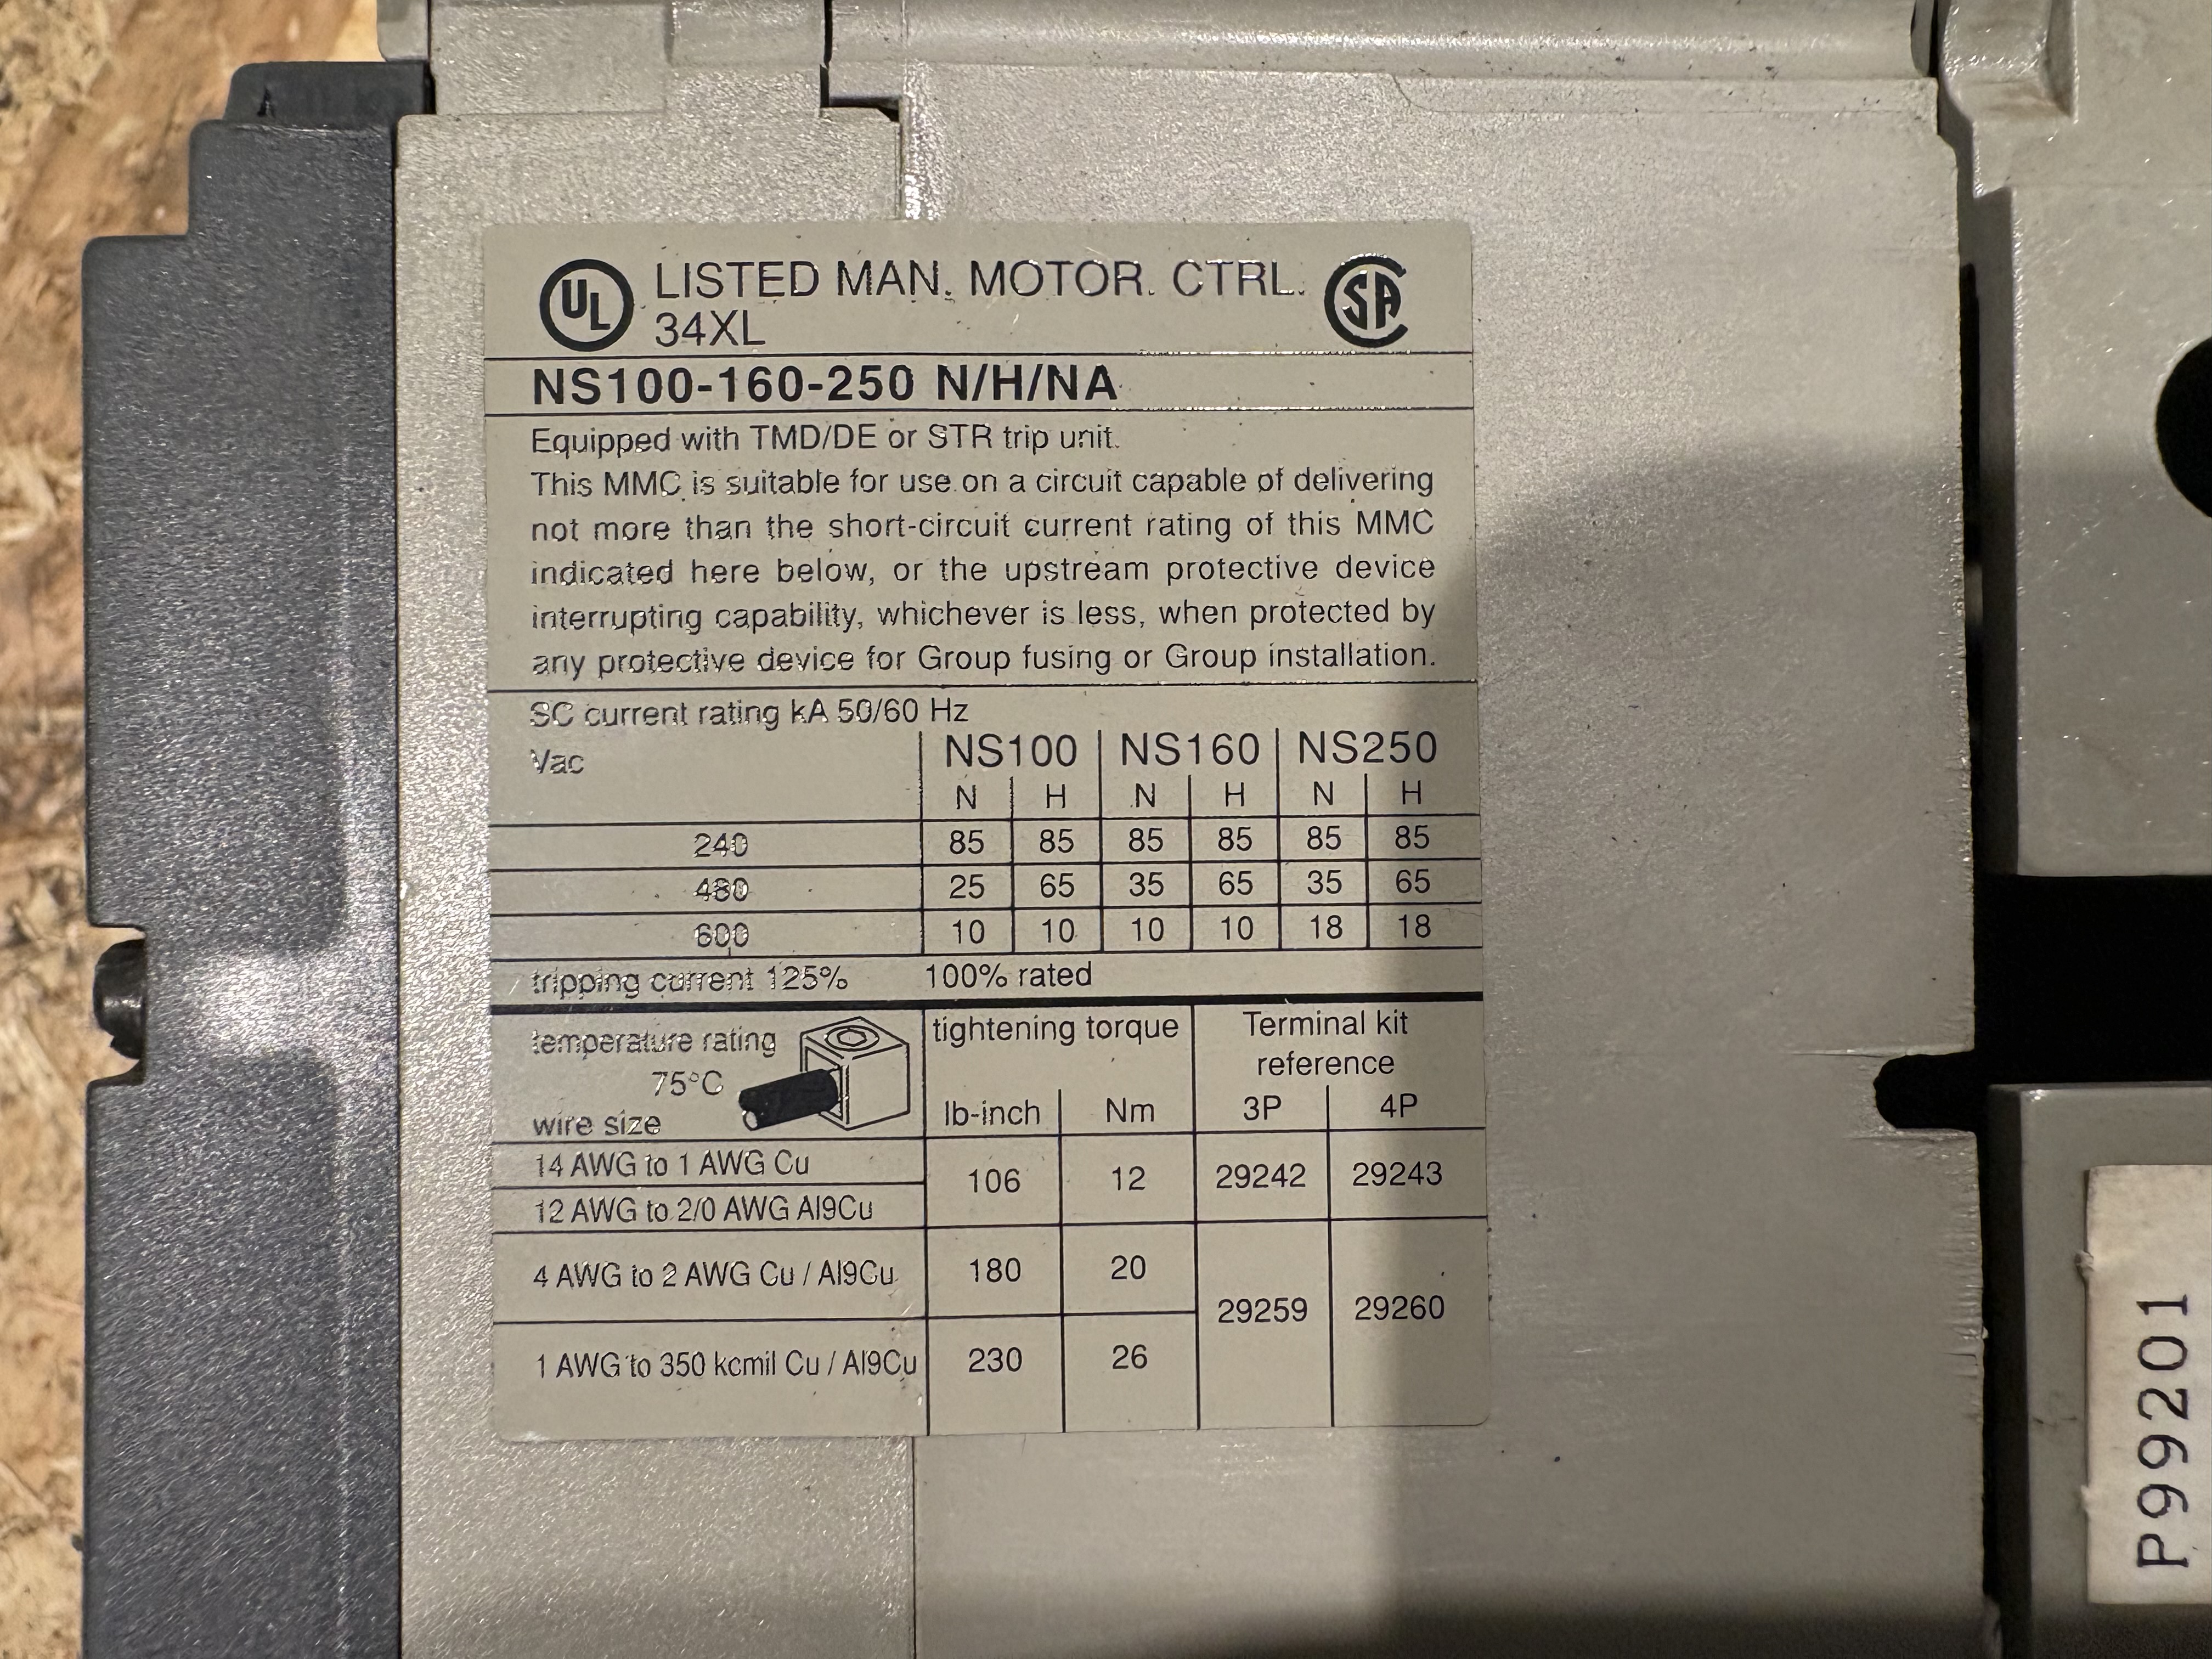 UL LISTED MAN. MOTOR. CTRL. SA
34XL
NS100-160-250 N/H/NA
Equipped with TMD/DE or STR trip unit.
This MMC is suitable for use on a circuit capable of delivering
not more than the short-circuit current rating of this MMC
indicated here below, or the upstream protective device
interrupting capability, whichever is less, when protected by
any protective device for Group fusing or Group installation.
SC current rating kA 50/60 Hz
Vac NS100 NS160 NS250
N H N H N H
240 85 85 85 85 85 85
480 25 65 35 65 35 65
600 10 10 10 10 18 18
tripping current 125% 100% rated
temperature rating tightening torque Terminal kit
reference
75°C
wire size lb-inch Nm 3P 4P
14 AWG to 1 AWG Cu 106 12 29242 29243
12 AWG to 2/0 AWG Al9Cu
4 AWG to 2 AWG Cu / Al9Cu 180 20 29259 29260
1 AWG to 350 kcmil Cu / Al9Cu 230 26
P99201